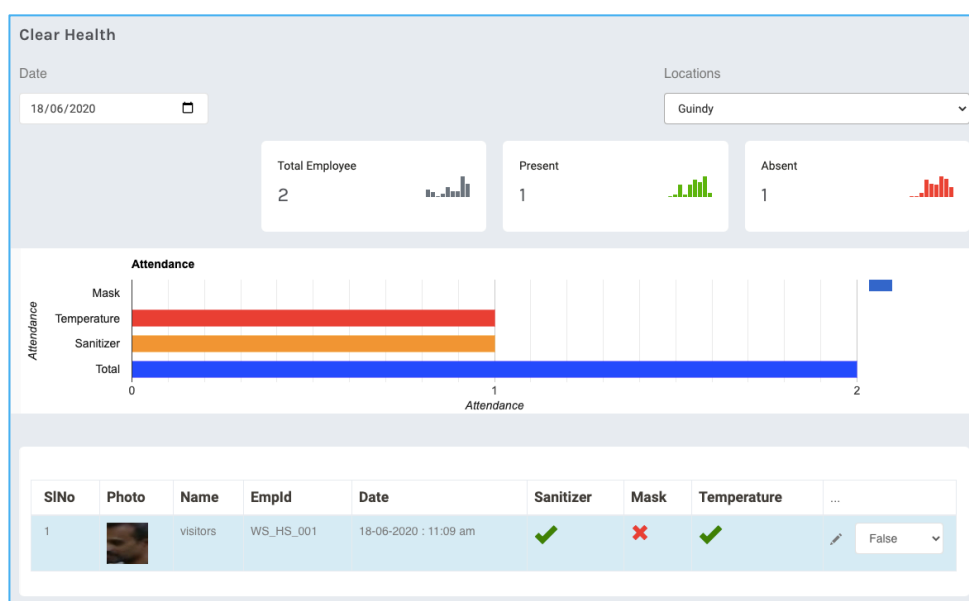 Clear Health
Date
Locations
18/06/2020
Guindy
Total Employee
2
Present
1
Absent
1
Attendance
Attendance
Mask
Temperature
Sanitizer
Total
0
1
2
Attendance
SlNo Photo Name EmpId Date Sanitizer Mask Temperature ...
1 visitors WS_HS_001 18-06-2020 : 11:09 am False